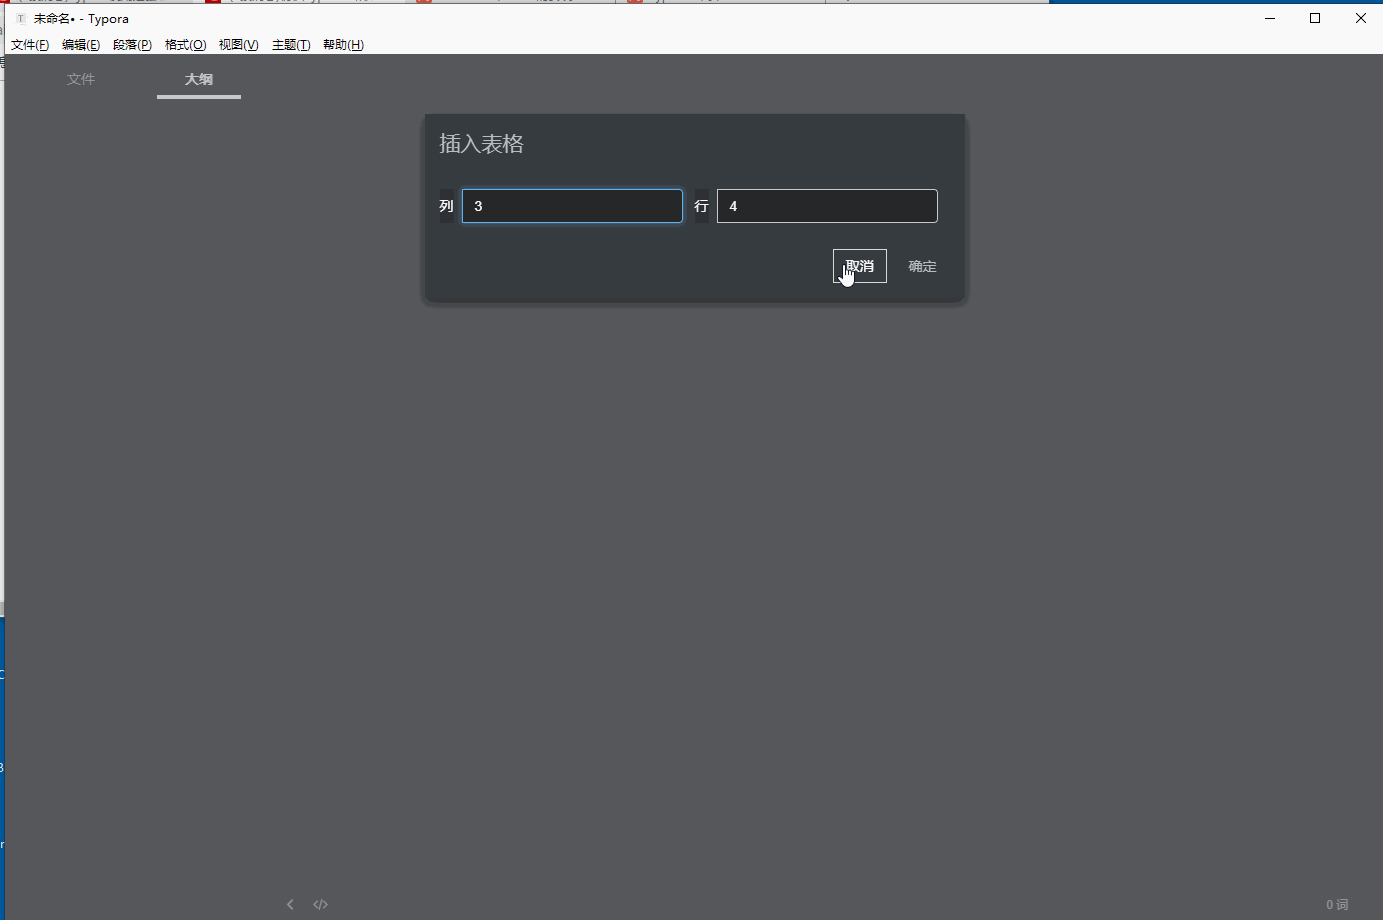 未命名• - Typora
文件(F) 编辑(E) 段落(P) 格式(O) 视图(V) 主题(T) 帮助(H)
文件 大纲
插入表格
列 3 行 4
取消 确定
</> 0 词